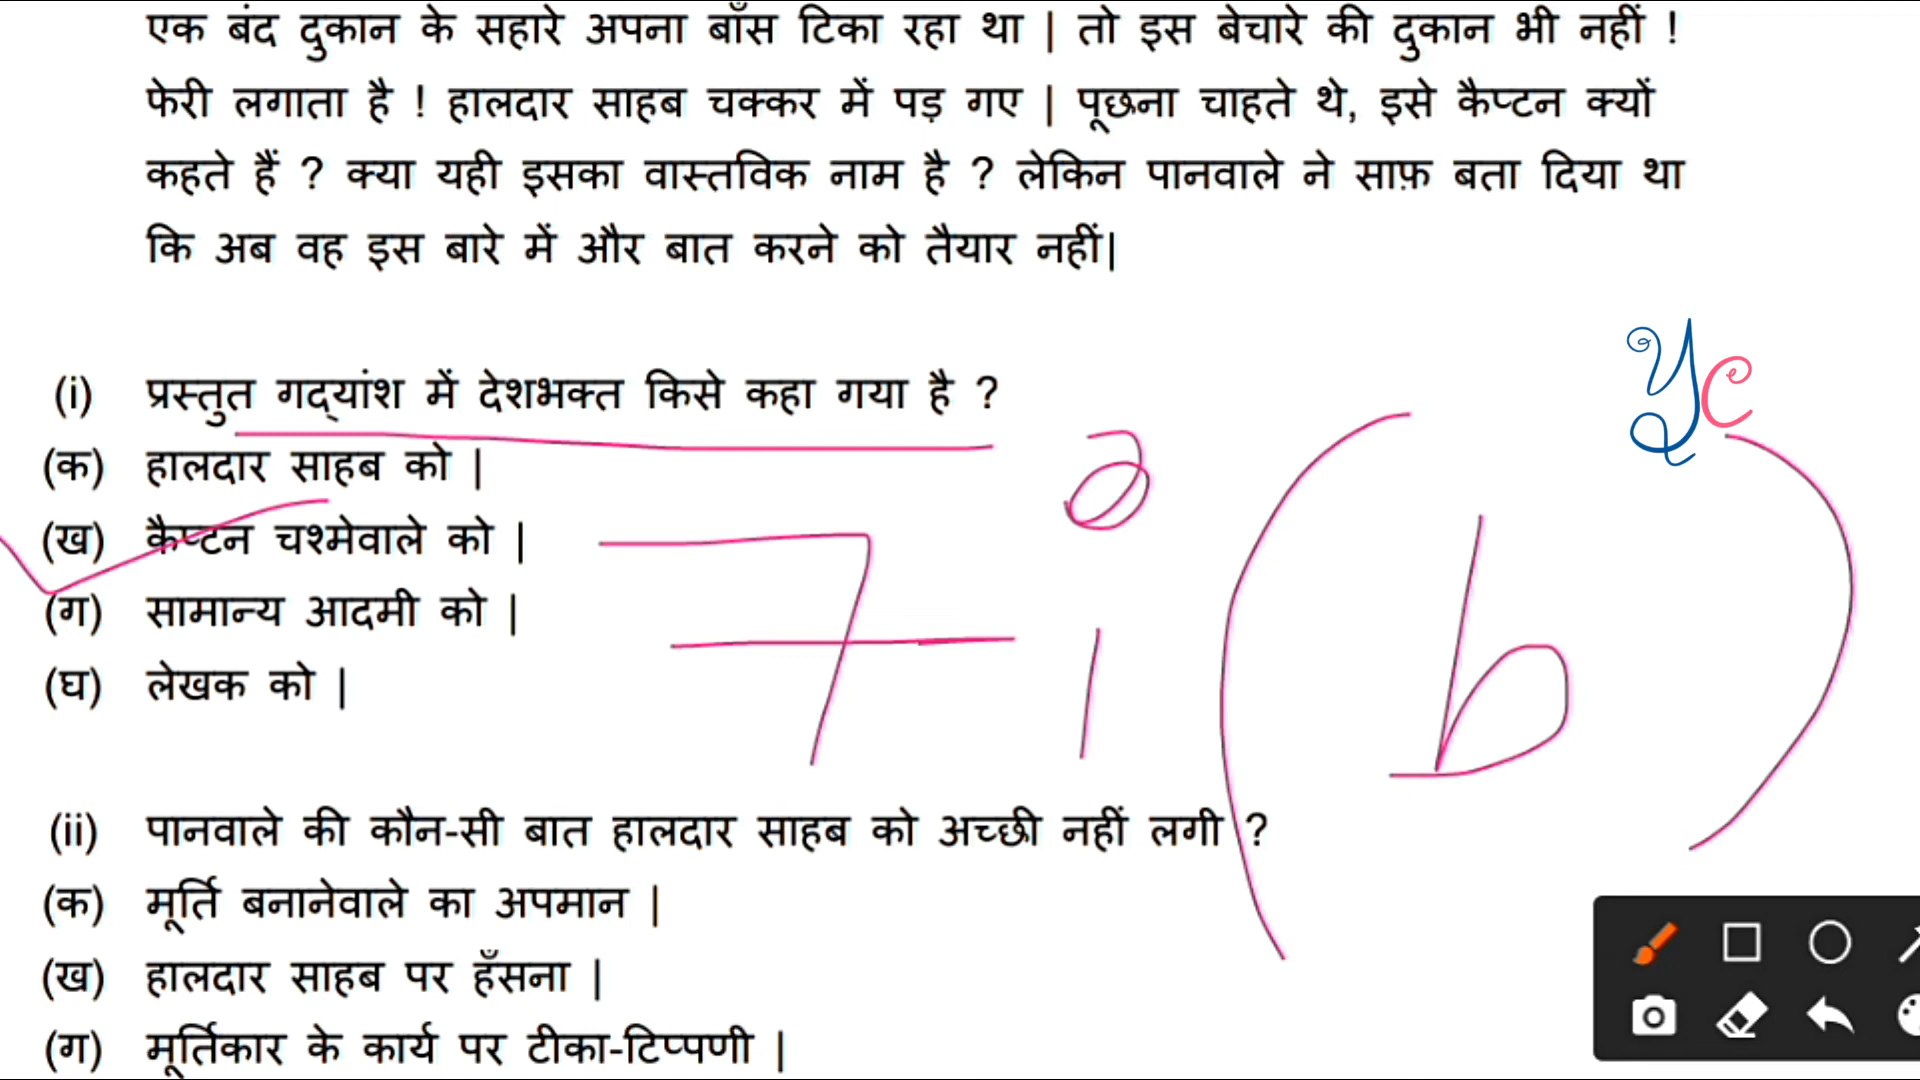 एक बंद दुकान के सहारे अपना बाँस टिका रहा था | तो इस बेचारे की दुकान भी नहीं !
फेरी लगाता है ! हालदार साहब चक्कर में पड़ गए | पूछना चाहते थे, इसे कैप्टन क्यों
कहते हैं ? क्या यही इसका वास्तविक नाम है ? लेकिन पानवाले ने साफ़ बता दिया था
कि अब वह इस बारे में और बात करने को तैयार नहीं|
(i) प्रस्तुत गद्यांश में देशभक्त किसे कहा गया है ?
(क) हालदार साहब को |
(ख) कैप्टन चश्मेवाले को |
(ग) सामान्य आदमी को |
(घ) लेखक को |
7 - 1 (b)
YC
(ii) पानवाले की कौन-सी बात हालदार साहब को अच्छी नहीं लगी ?
(क) मूर्ति बनानेवाले का अपमान |
(ख) हालदार साहब पर हँसना |
(ग) मूर्तिकार के कार्य पर टीका-टिप्पणी |